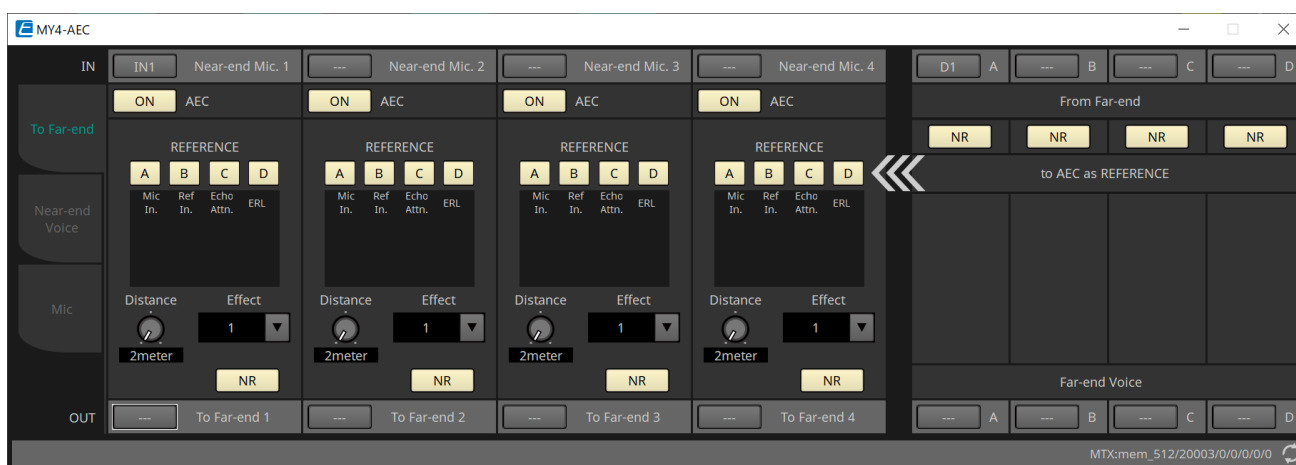 MY4-AEC
IN IN1 Near-end Mic. 1 --- Near-end Mic. 2 --- Near-end Mic. 3 --- Near-end Mic. 4 D1 A --- B --- C --- D
ON AEC ON AEC ON AEC ON AEC From Far-end
To Far-end
NR NR NR NR
REFERENCE REFERENCE REFERENCE REFERENCE
A B C D A B C D A B C D A B C D to AEC as REFERENCE
Mic In. Ref In. Echo Attn. ERL Mic In. Ref In. Echo Attn. ERL Mic In. Ref In. Echo Attn. ERL Mic In. Ref In. Echo Attn. ERL
Near-end
Voice
Mic
Distance Effect Distance Effect Distance Effect Distance Effect
1 1 1 1
2meter 2meter 2meter 2meter
NR NR NR NR Far-end Voice
OUT --- To Far-end 1 --- To Far-end 2 --- To Far-end 3 --- To Far-end 4 --- A --- B --- C --- D
MTX:mem_512/20003/0/0/0/0/0